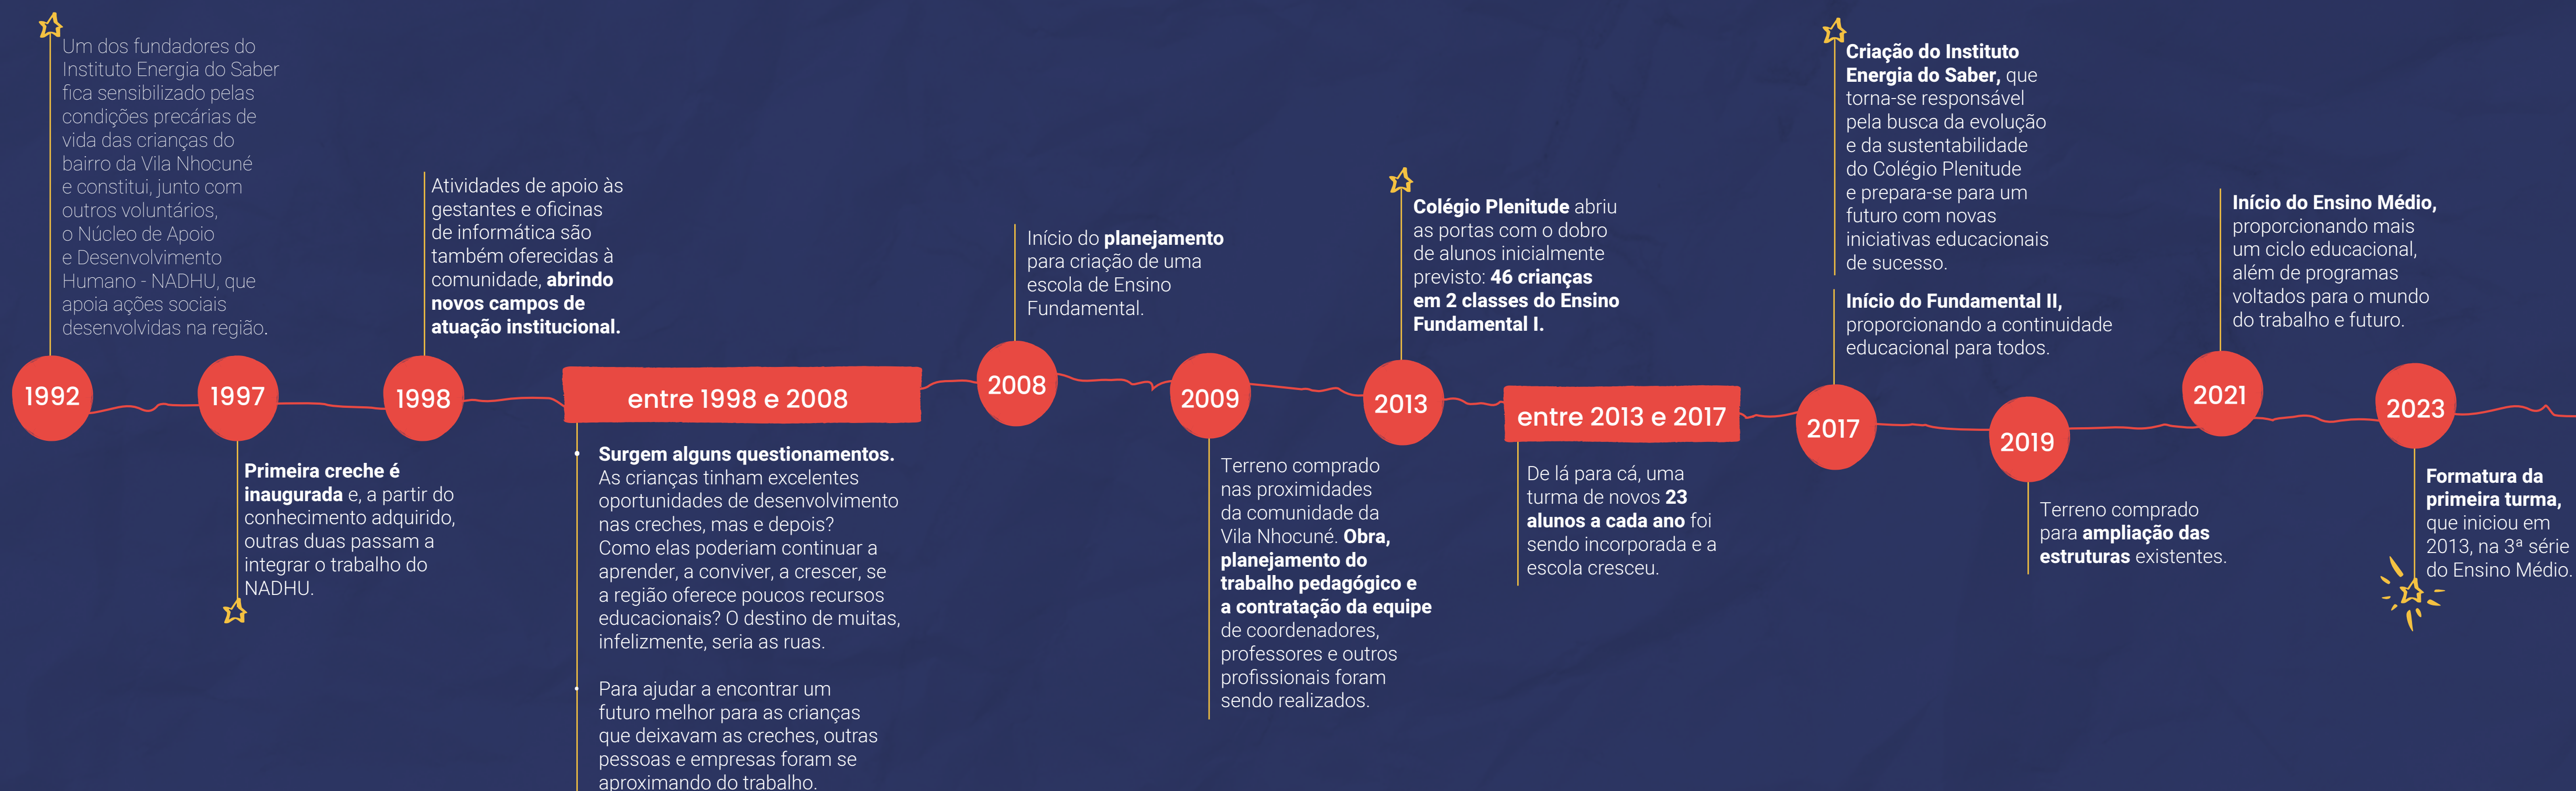 1992
Um dos fundadores do
Instituto Energia do Saber
fica sensibilizado pelas
condições precárias de
vida das crianças do
bairro da Vila Nhocuné
e constitui, junto com
outros voluntários,
o Núcleo de Apoio
e Desenvolvimento
Humano - NADHU, que
apoia ações sociais
desenvolvidas na região.
1997
Primeira creche é
inaugurada e, a partir do
conhecimento adquirido,
outras duas passam a
integrar o trabalho do
NADHU.
1998
Atividades de apoio às
gestantes e oficinas
de informática são
também oferecidas à
comunidade, abrindo
novos campos de
atuação institucional.
entre 1998 e 2008
Surgem alguns questionamentos.
As crianças tinham excelentes
oportunidades de desenvolvimento
nas creches, mas e depois?
Como elas poderiam continuar a
aprender, a conviver, a crescer, se
a região oferece poucos recursos
educacionais? O destino de muitas,
infelizmente, seria as ruas.
Para ajudar a encontrar um
futuro melhor para as crianças
que deixavam as creches, outras
pessoas e empresas foram se
aproximando do trabalho.
2008
Início do planejamento
para criação de uma
escola de Ensino
Fundamental.
2009
Terreno comprado
nas proximidades
da comunidade da
Vila Nhocuné. Obra,
planejamento do
trabalho pedagógico e
a contratação da equipe
de coordenadores,
professores e outros
profissionais foram
sendo realizados.
2013
Colégio Plenitude abriu
as portas com o dobro
de alunos inicialmente
previsto: 46 crianças
em 2 classes do Ensino
Fundamental I.
entre 2013 e 2017
De lá para cá, uma
turma de novos 23
alunos a cada ano foi
sendo incorporada e a
escola cresceu.
2017
Criação do Instituto
Energia do Saber, que
torna-se responsável
pela busca da evolução
e da sustentabilidade
do Colégio Plenitude
e prepara-se para um
futuro com novas
iniciativas educacionais
de sucesso.
Início do Fundamental II,
proporcionando a continuidade
educacional para todos.
2019
Terreno comprado
para ampliação das
estruturas existentes.
2021
Início do Ensino Médio,
proporcionando mais
um ciclo educacional,
além de programas
voltados para o mundo
do trabalho e futuro.
2023
Formatura da
primeira turma,
que iniciou em
2013, na 3ª série
do Ensino Médio.